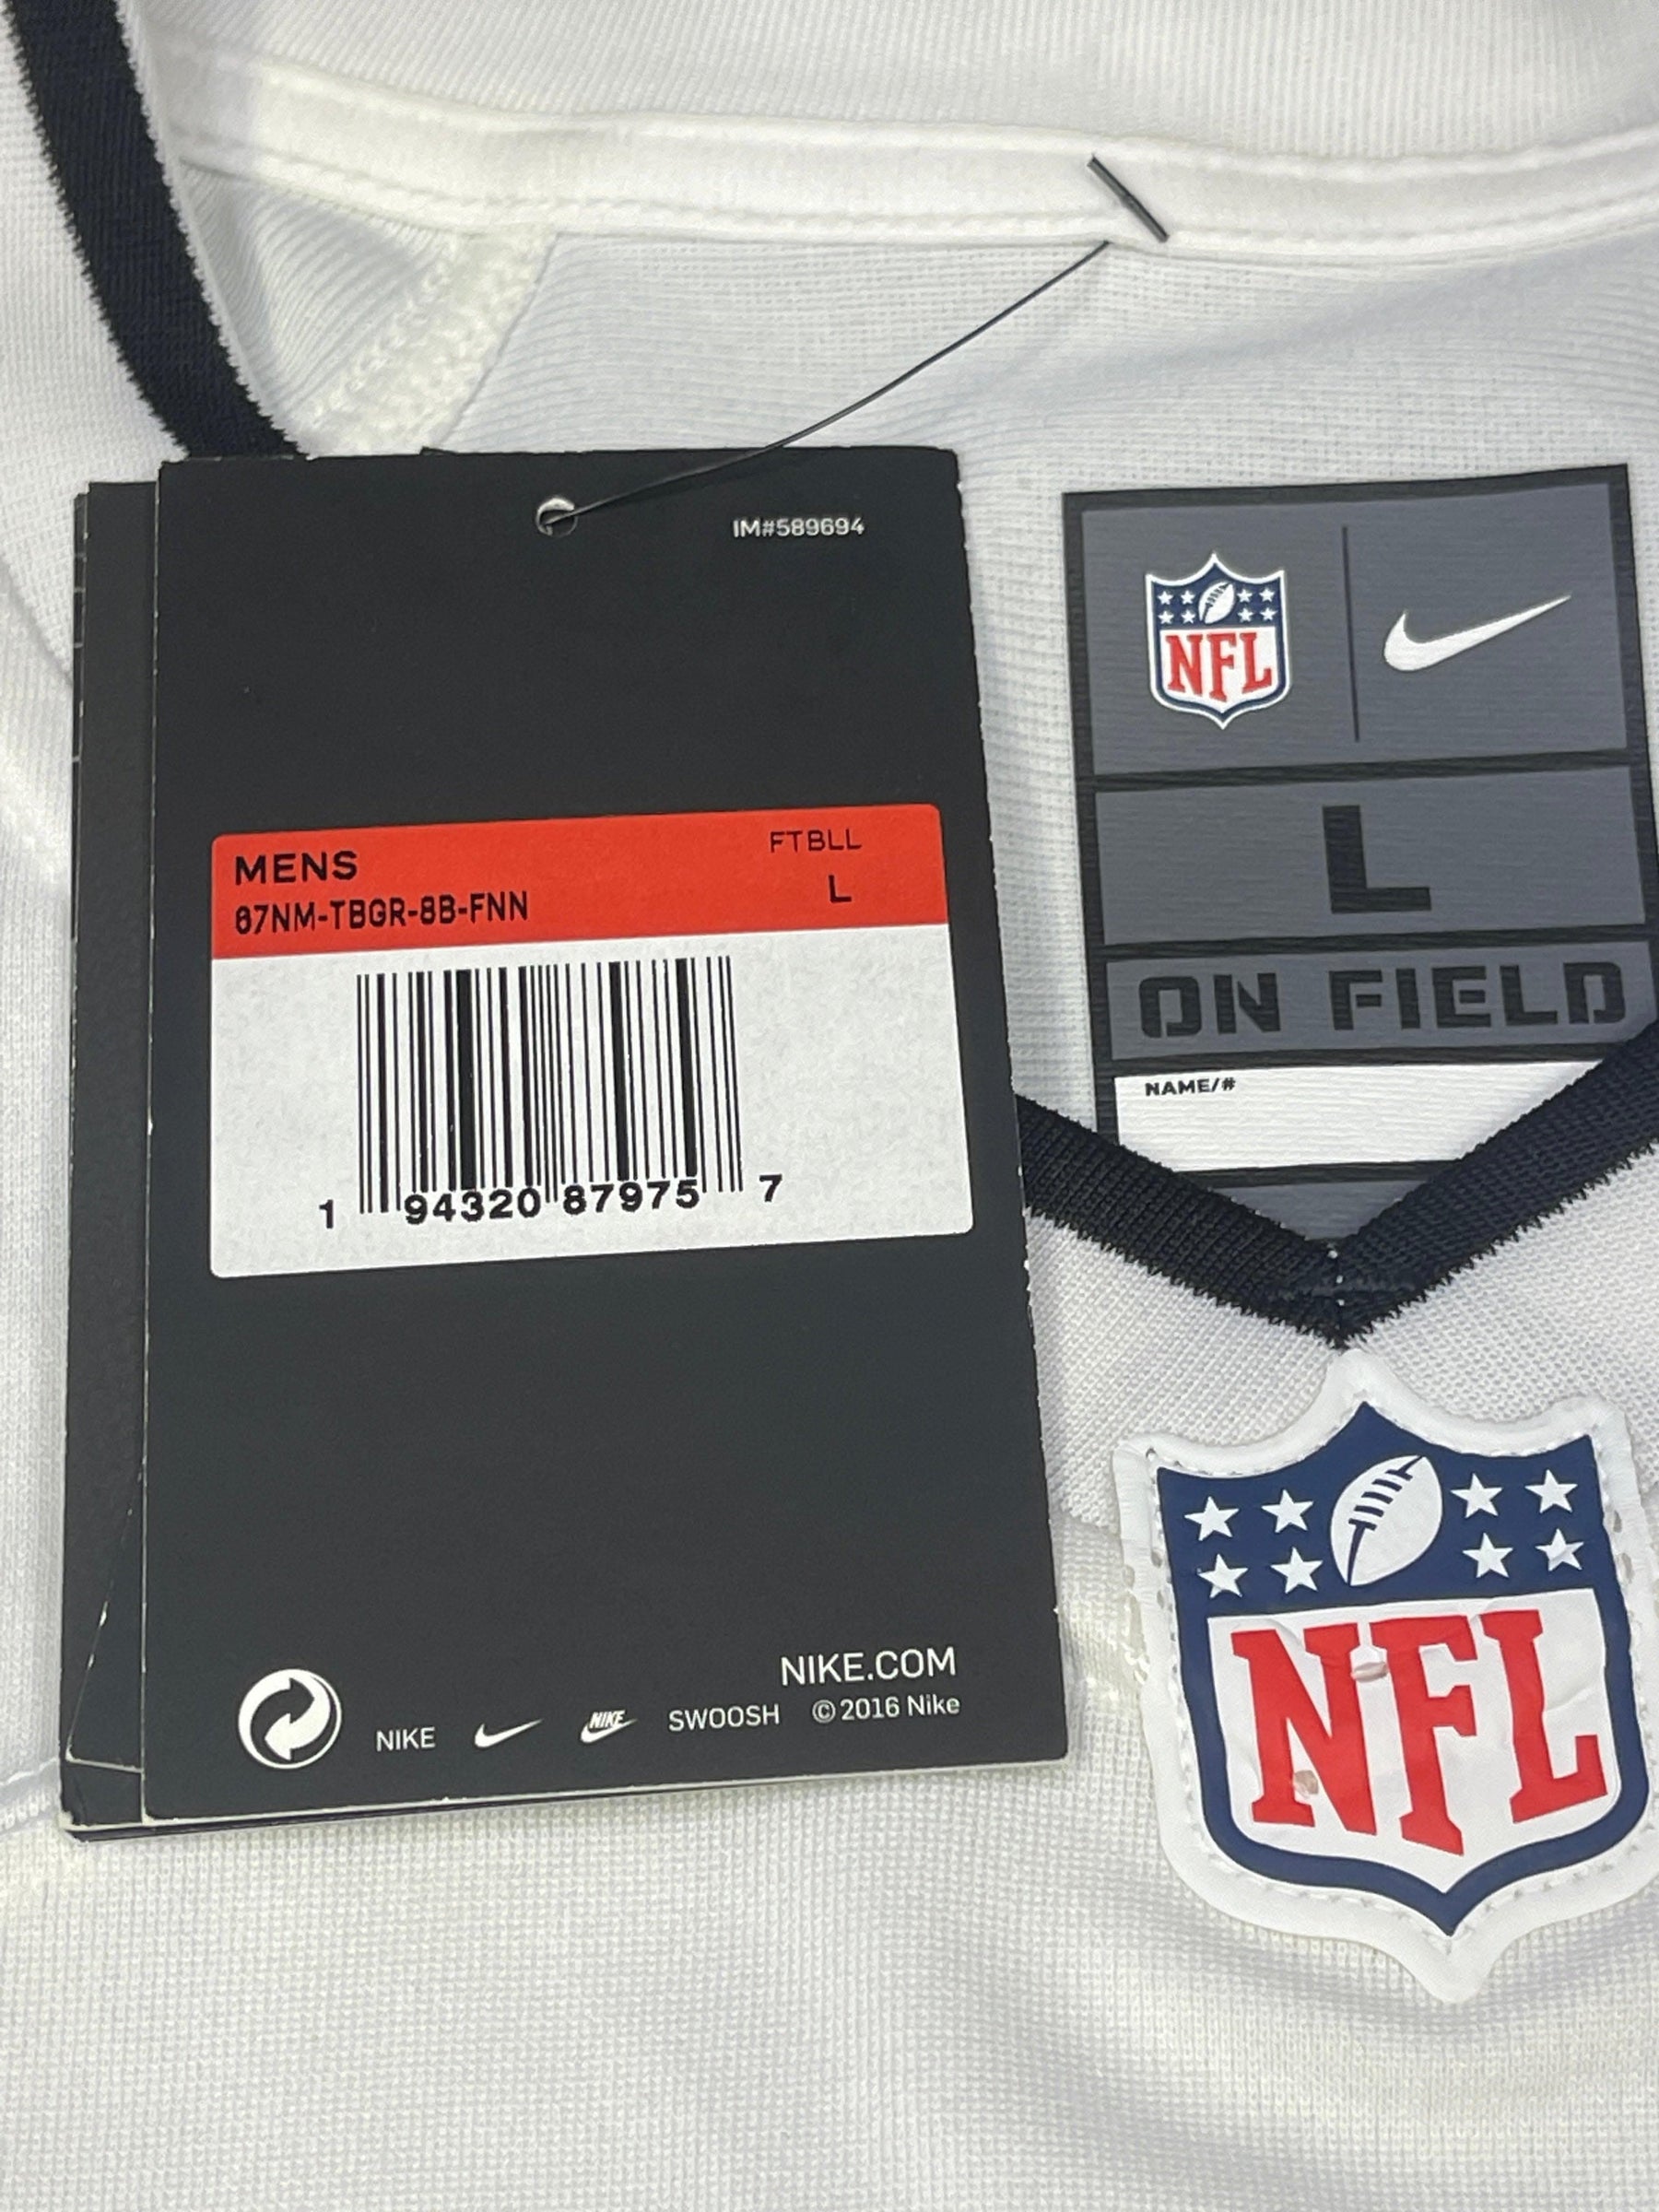 IM#589694
MENS
FTBLL
67NM-TBGR-8B-FNN
L
1 94320 87975 7
NIKE.COM
NIKE
NIKE
SWOOSH
©2016 Nike
NFL
L
ON FIELD
NAME/#
NFL